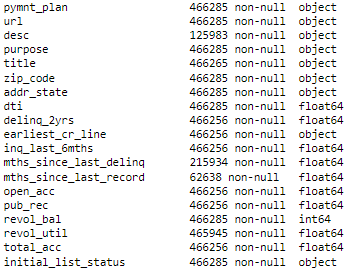 pymnt_plan 466285 non-null object
url 466285 non-null object
desc 125983 non-null object
purpose 466285 non-null object
title 466265 non-null object
zip_code 466285 non-null object
addr_state 466285 non-null object
dti 466285 non-null float64
delinq_2yrs 466256 non-null float64
earliest_cr_line 466256 non-null object
inq_last_6mths 466256 non-null float64
mths_since_last_delinq 215934 non-null float64
mths_since_last_record 62638 non-null float64
open_acc 466256 non-null float64
pub_rec 466256 non-null float64
revol_bal 466285 non-null int64
revol_util 465945 non-null float64
total_acc 466256 non-null float64
initial_list_status 466285 non-null object